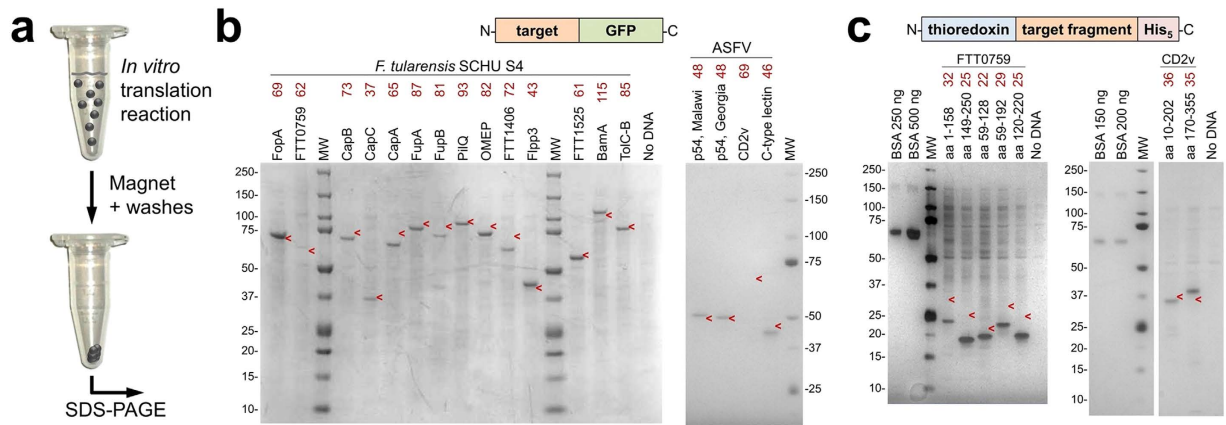 a
In vitro
translation
reaction
Magnet
+ washes
SDS-PAGE
b
N- target GFP -C
F. tularensis SCHU S4
69 62 73 37 65 87 81 93 82 72 43 61 115 85
FopA FTT0759 MW CapB CapC CapA FupA FupB PilQ OMEP FTT1406 Flpp3 MW FTT1525 BamA TolC-B No DNA
250-
150-
100-
75-
50-
37-
25-
20-
15-
10-
ASFV
48 48 69 46
p54, Malawi p54, Georgia CD2v C-type lectin MW
-250
-150
-100
-75
-50
-37
-25
c
N- thioredoxin target fragment His5 -C
FTT0759
32 25 22 29 25
BSA 250 ng BSA 500 ng MW aa 1-158 aa 149-250 aa 59-128 aa 59-192 aa 120-220 No DNA
250-
150-
100-
75-
50-
37-
25-
20-
15-
10-
CD2v
36 35
BSA 150 ng BSA 200 ng MW aa 10-202 aa 170-355 No DNA
250-
150-
100-
75-
50-
37-
25-
20-
15-
10-